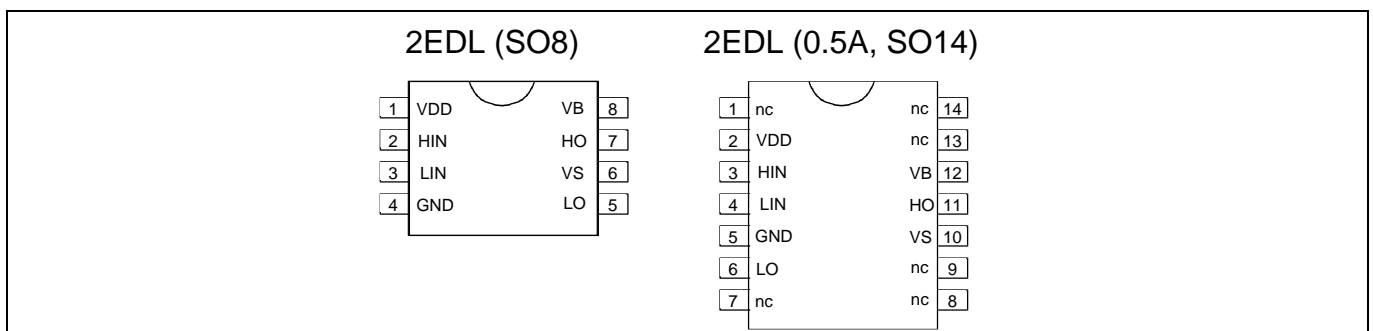 2EDL (SO8)
1 VDD VB 8
2 HIN HO 7
3 LIN VS 6
4 GND LO 5
2EDL (0.5A, SO14)
1 nc nc 14
2 VDD nc 13
3 HIN VB 12
4 LIN HO 11
5 GND VS 10
6 LO nc 9
7 nc nc 8